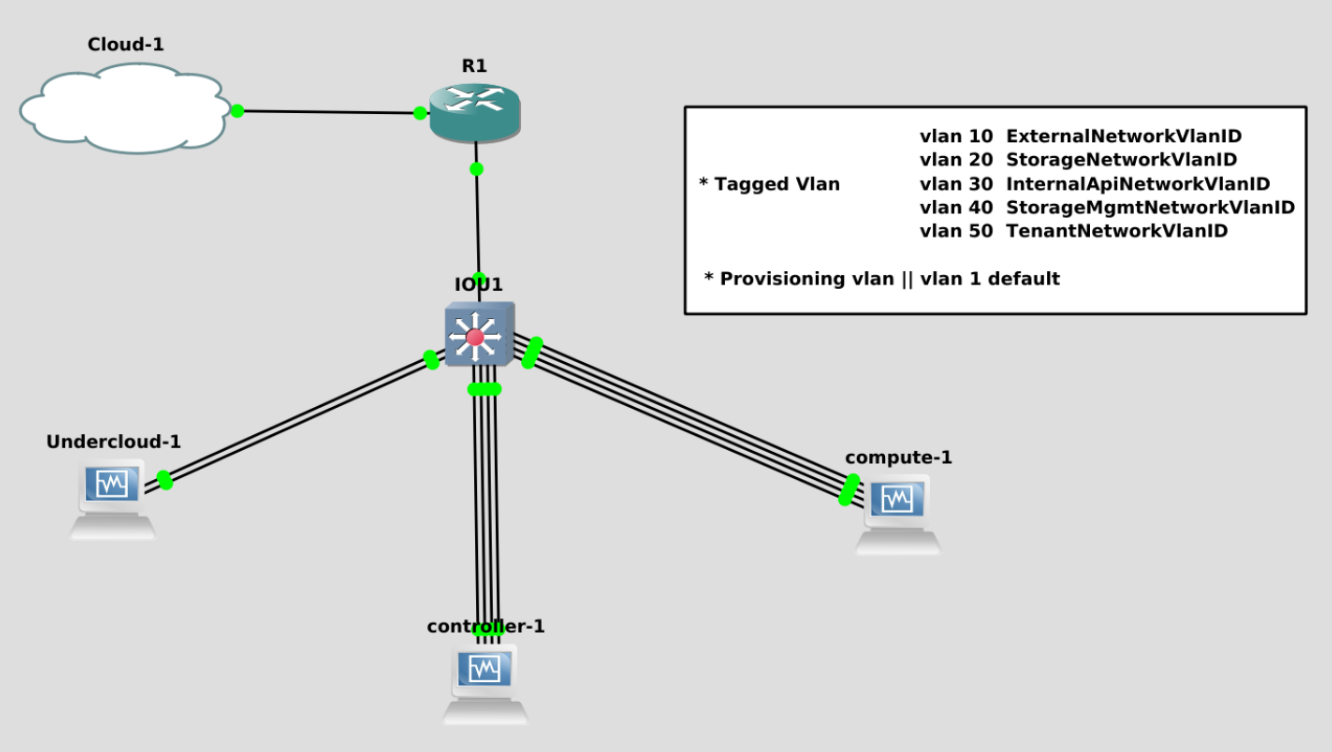 Cloud-1
R1
vlan 10 ExternalNetworkVlanID
vlan 20 StorageNetworkVlanID
* Tagged Vlan vlan 30 InternalApiNetworkVlanID
vlan 40 StorageMgmtNetworkVlanID
vlan 50 TenantNetworkVlanID
* Provisioning vlan || vlan 1 default
IOU1
Undercloud-1
compute-1
controller-1